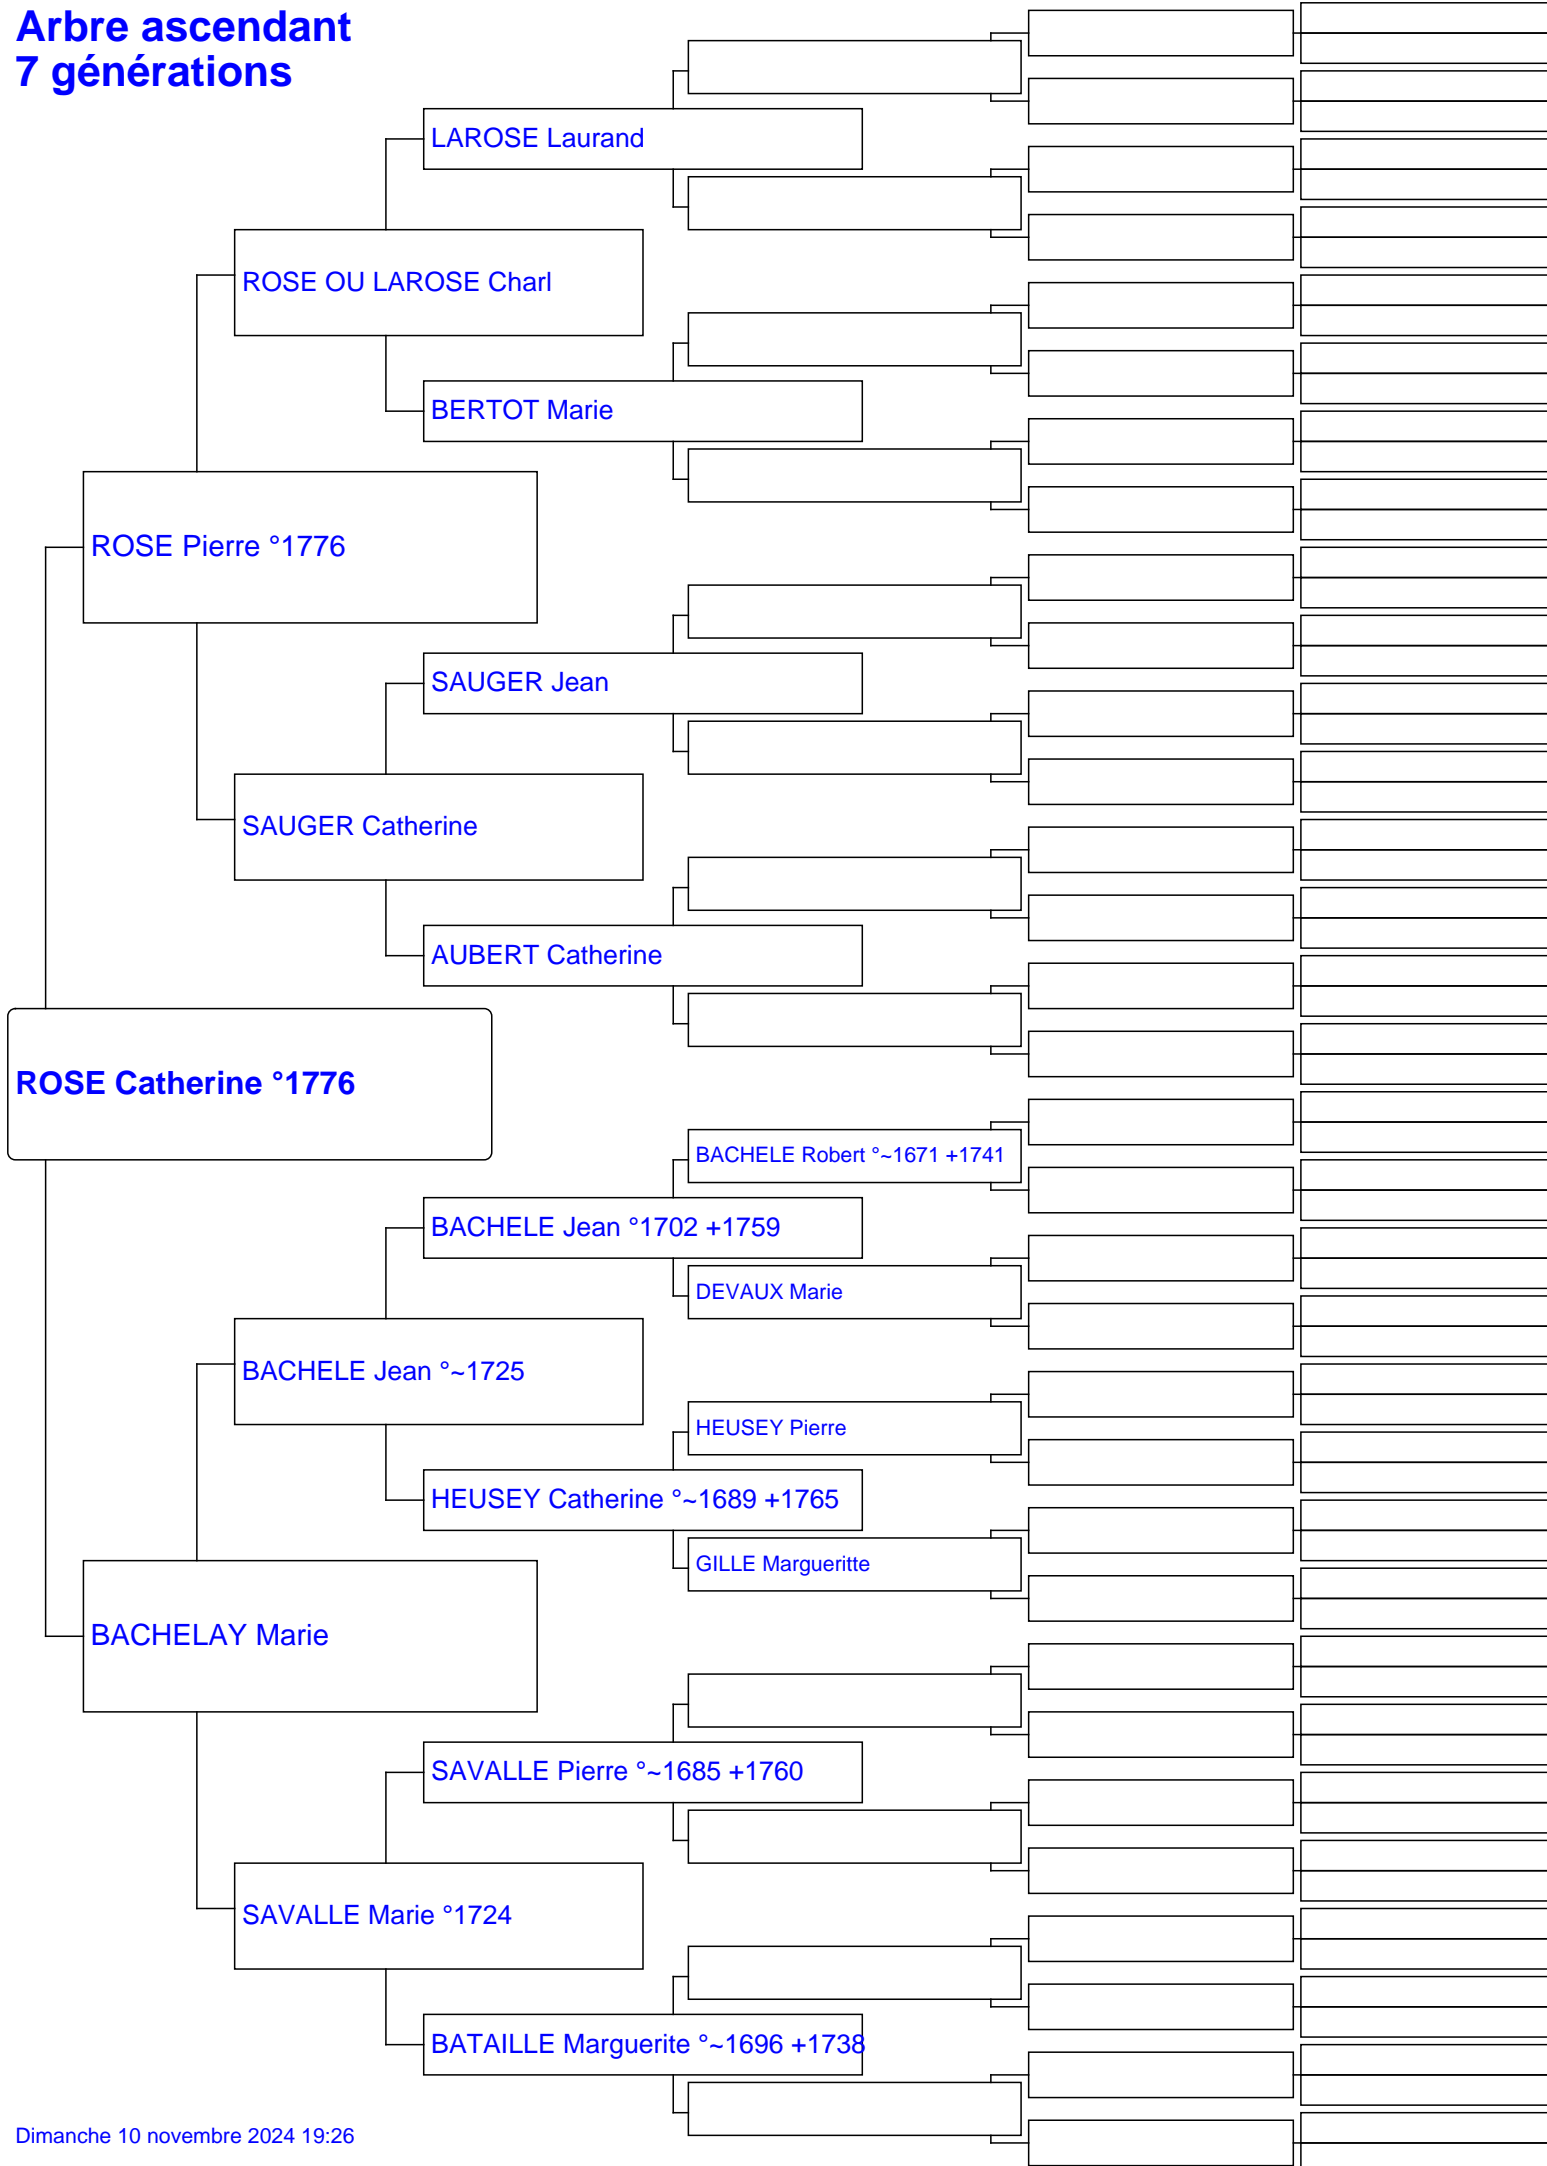 Arbre ascendant
7 générations
LAROSE Laurand
ROSE OU LAROSE Charl
BERTOT Marie
ROSE Pierre °1776
SAUGER Jean
SAUGER Catherine
AUBERT Catherine
ROSE Catherine °1776
BACHELE Robert °~1671 +1741
BACHELE Jean °1702 +1759
DEVAUX Marie
BACHELE Jean °~1725
HEUSEY Pierre
HEUSEY Catherine °~1689 +1765
GILLE Margueritte
BACHELAY Marie
SAVALLE Pierre °~1685 +1760
SAVALLE Marie °1724
BATAILLE Marguerite °~1696 +1738
Dimanche 10 novembre 2024 19:26